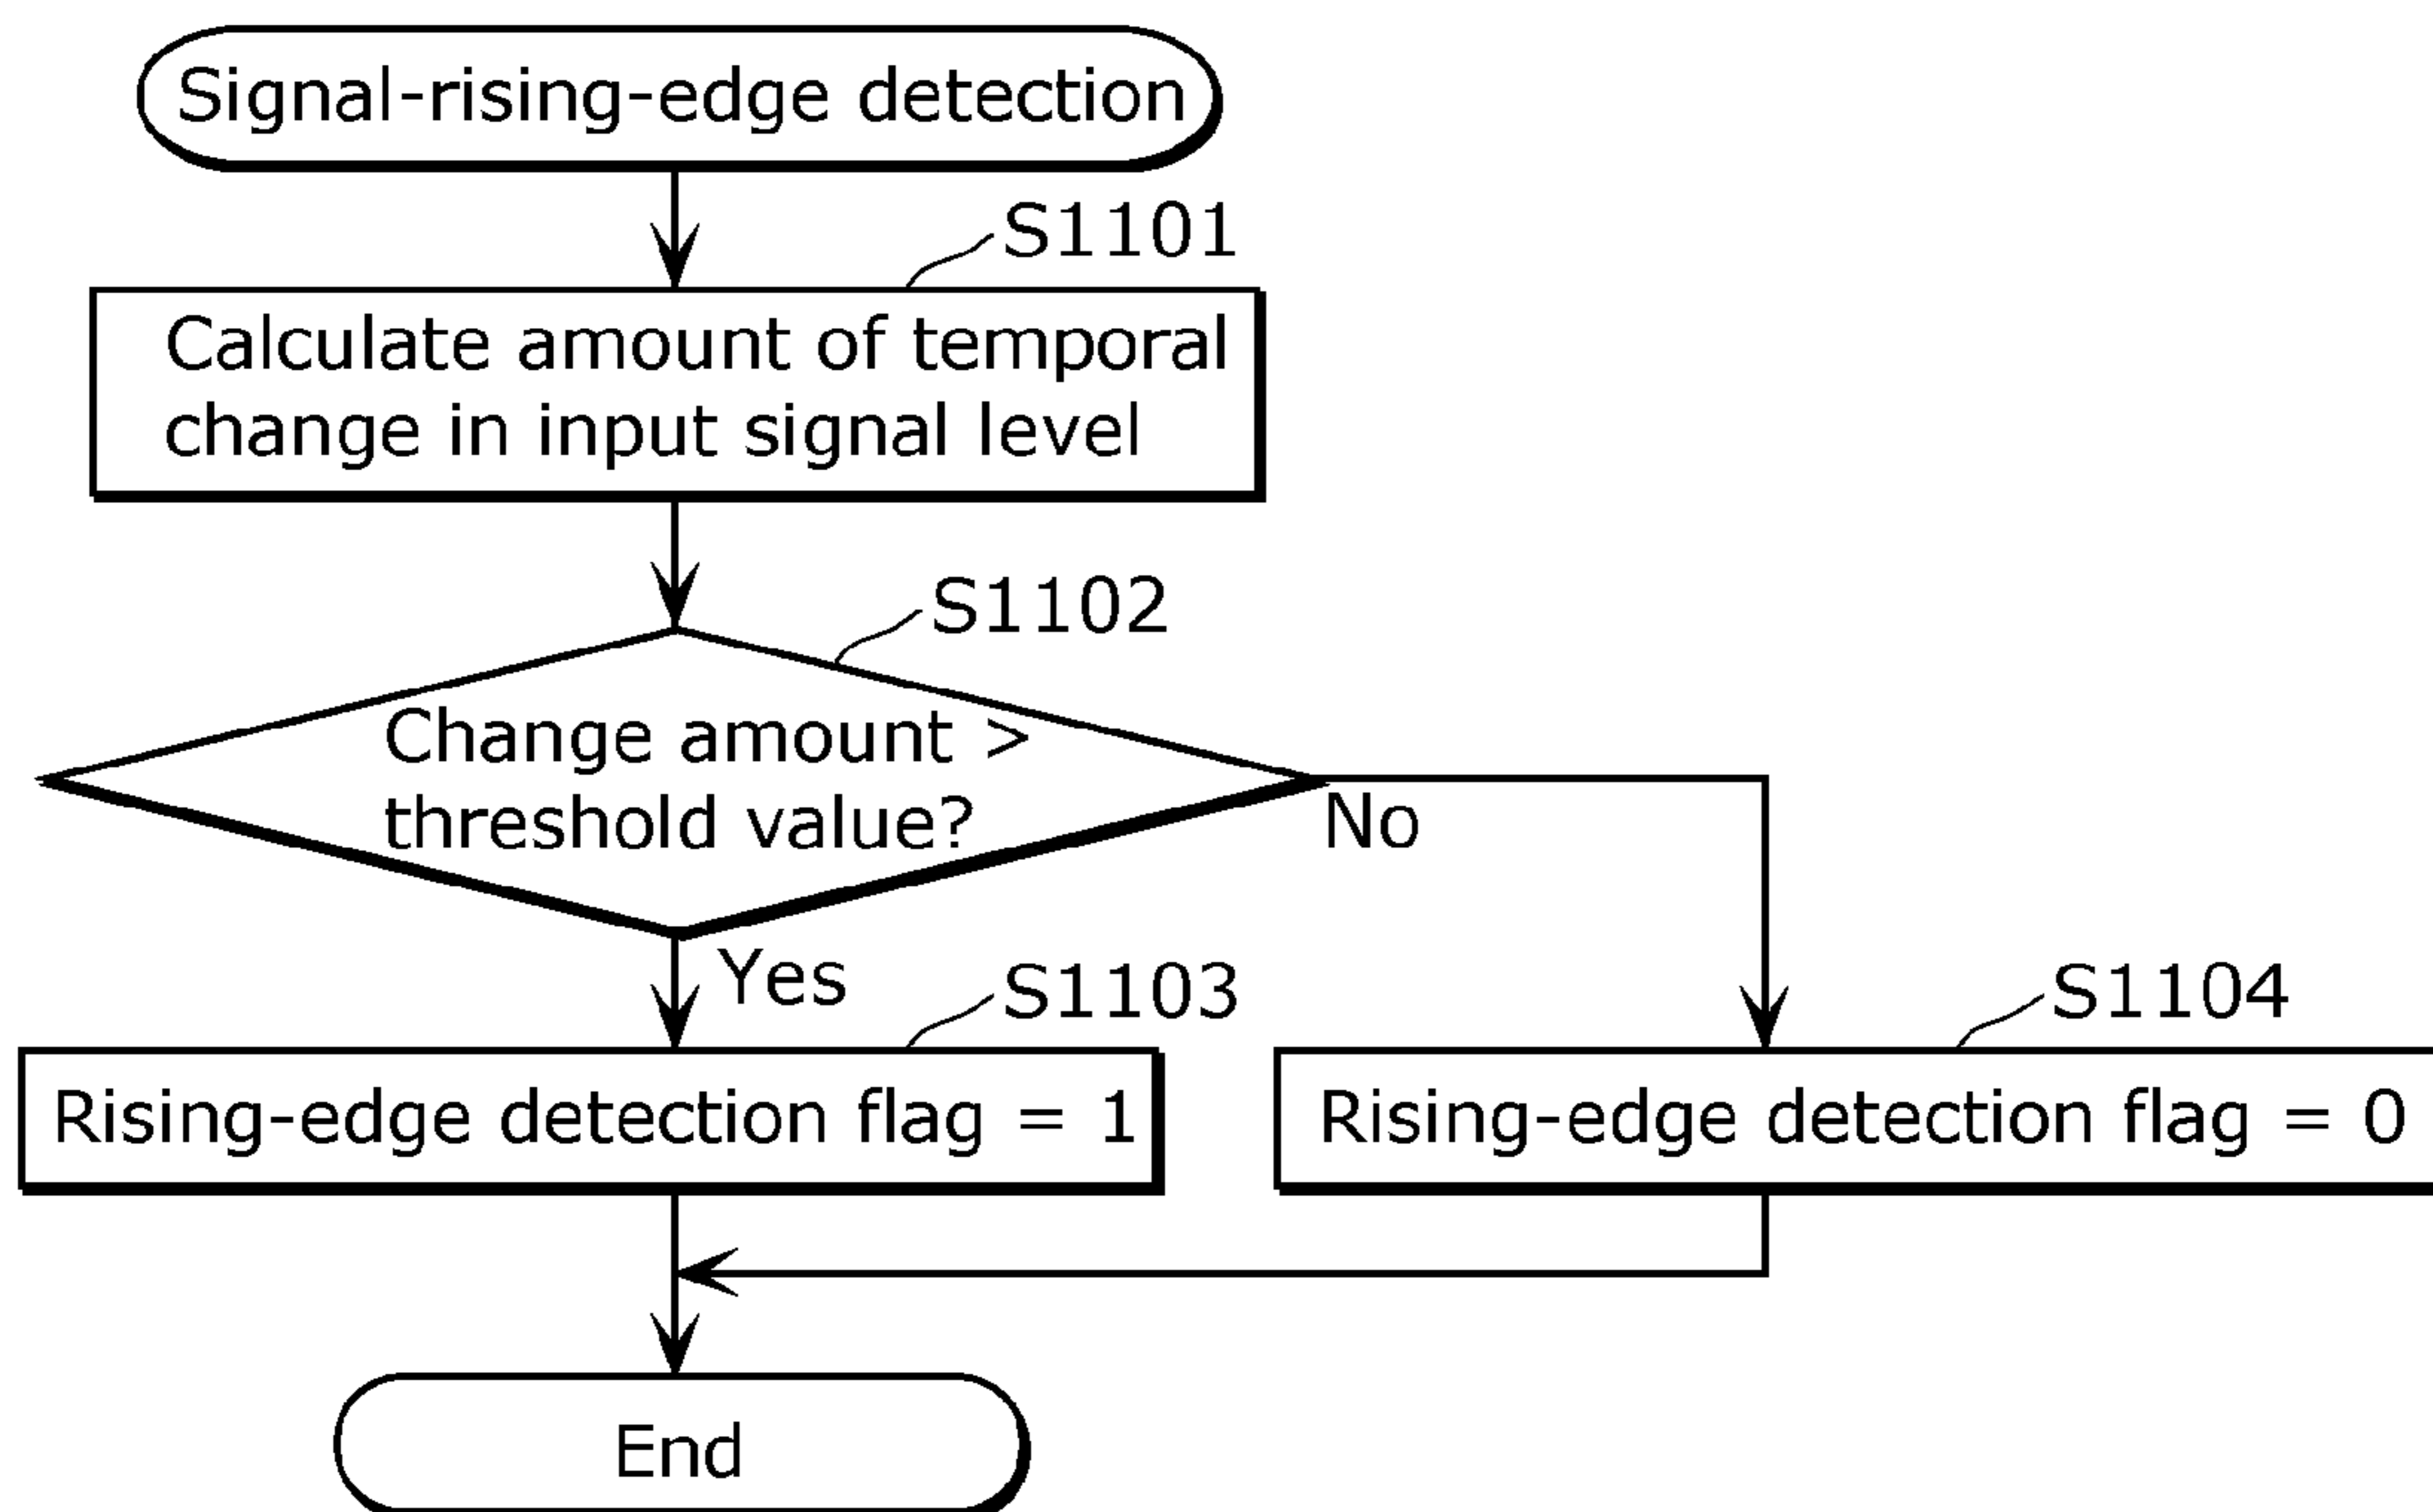 Signal-rising-edge detection
S1101
Calculate amount of temporal
change in input signal level
S1102
Change amount >
threshold value?
No
Yes
S1103
S1104
Rising-edge detection flag = 1
Rising-edge detection flag = 0
End